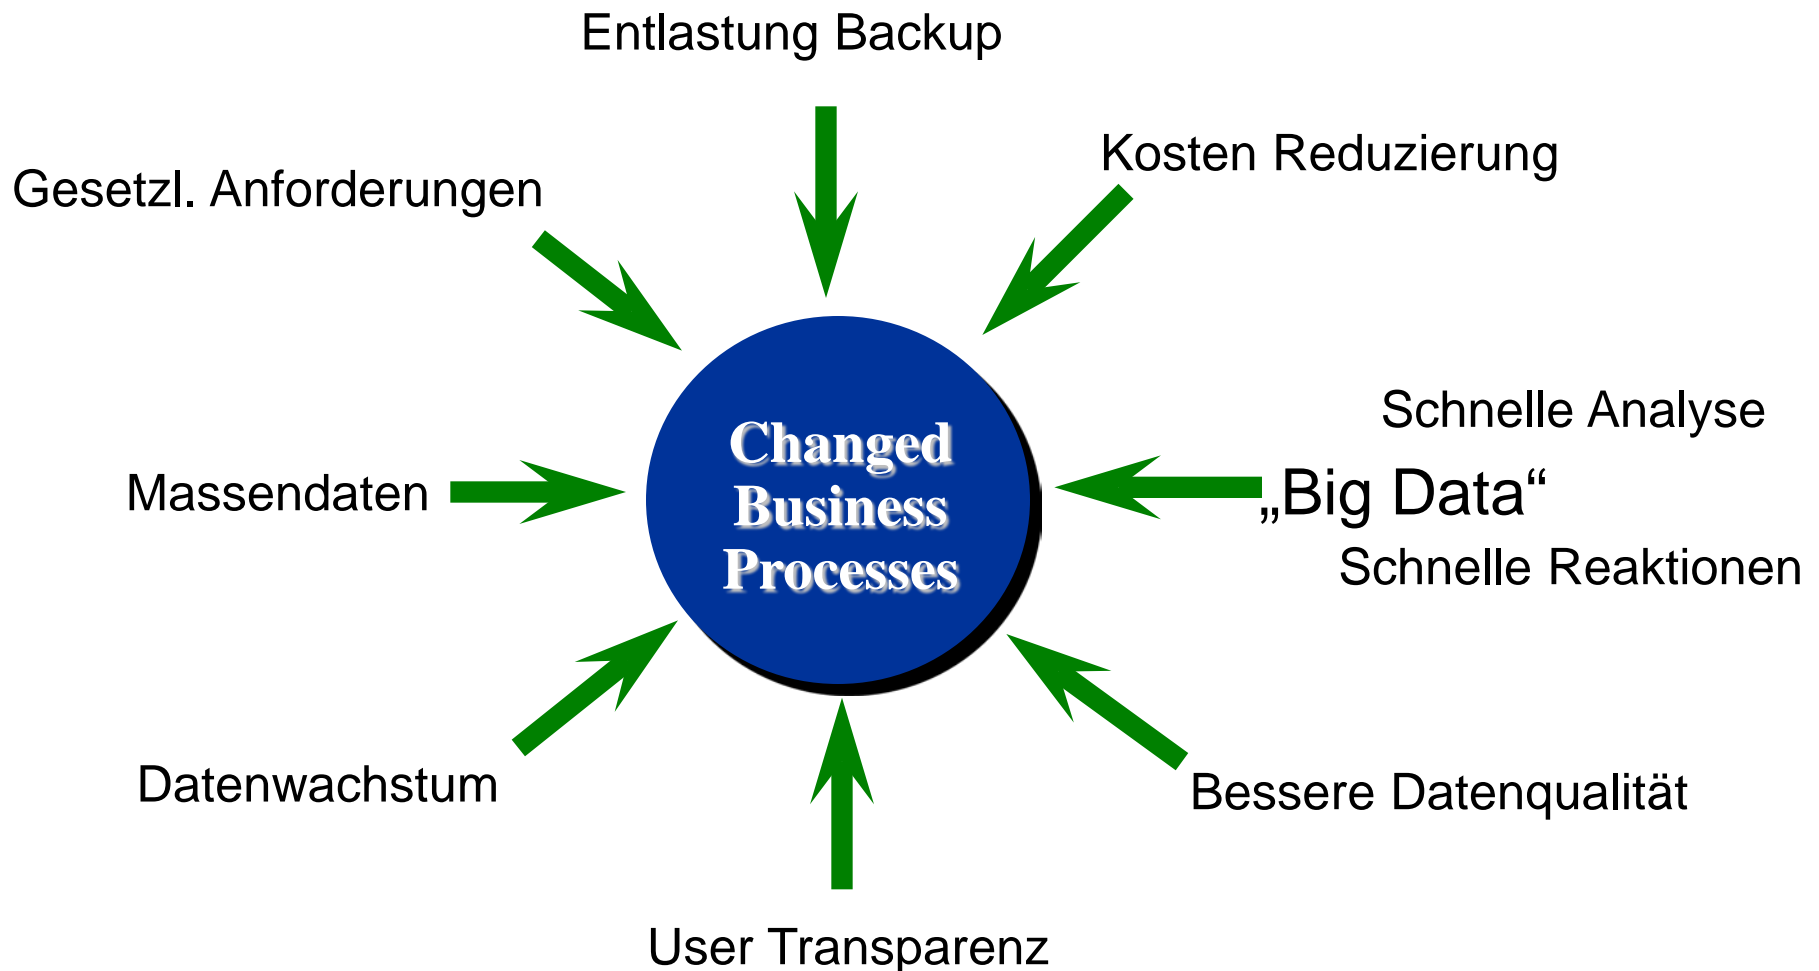 Entlastung Backup
Kosten Reduzierung
Gesetzl. Anforderungen
Schnelle Analyse
Changed
Business
Processes
Massendaten
„Big Data“
Schnelle Reaktionen
Datenwachstum
Bessere Datenqualität
User Transparenz